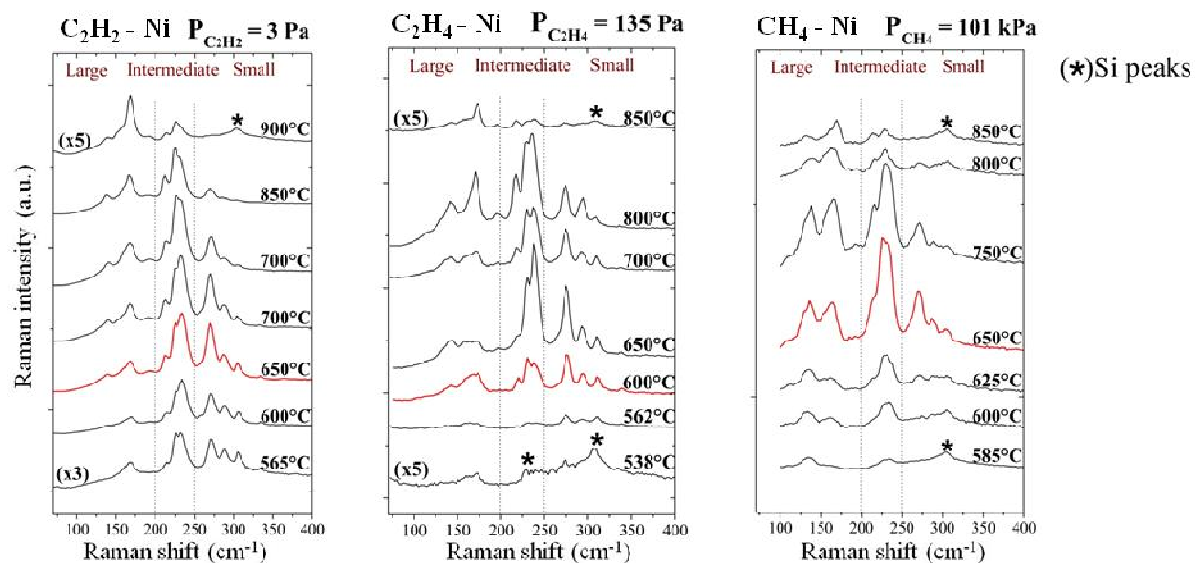 C₂H₂ - Ni P_C₂H₂ = 3 Pa
Large Intermediate Small
(x5)
*
900°C
850°C
700°C
700°C
650°C
600°C
(x3)
565°C
Raman intensity (a.u.)
100 150 200 250 300 350 400
Raman shift (cm⁻¹)
C₂H₄ - Ni P_C₂H₄ = 135 Pa
Large Intermediate Small
(x5)
*
850°C
800°C
700°C
650°C
600°C
562°C
(x5)
*
*
538°C
100 150 200 250 300 350 400
Raman shift (cm⁻¹)
CH₄ - Ni P_CH₄ = 101 kPa
Large Intermediate Small
*
850°C
800°C
750°C
650°C
625°C
600°C
*
585°C
100 150 200 250 300 350 400
Raman shift (cm⁻¹)
(*)Si peaks